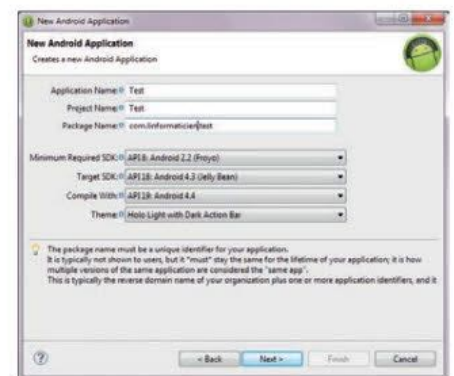 New Android Application
New Android Application
Creates a new Android Application
Application Name: Test
Project Name: Test
Package Name: com.linformaticien.test
Minimum Required SDK: API 8: Android 2.2 (Froyo)
Target SDK: API 18: Android 4.3 (Jelly Bean)
Compile With: API 19: Android 4.4
Theme: Holo Light with Dark Action Bar
The package name must be a unique identifier for your application.
It is typically not shown to users, but it *must* stay the same for the lifetime of your application; it is how
multiple versions of the same application are considered the "same app".
This is typically the reverse domain name of your organization plus one or more application identifiers, and it
?
< Back
Next >
Finish
Cancel